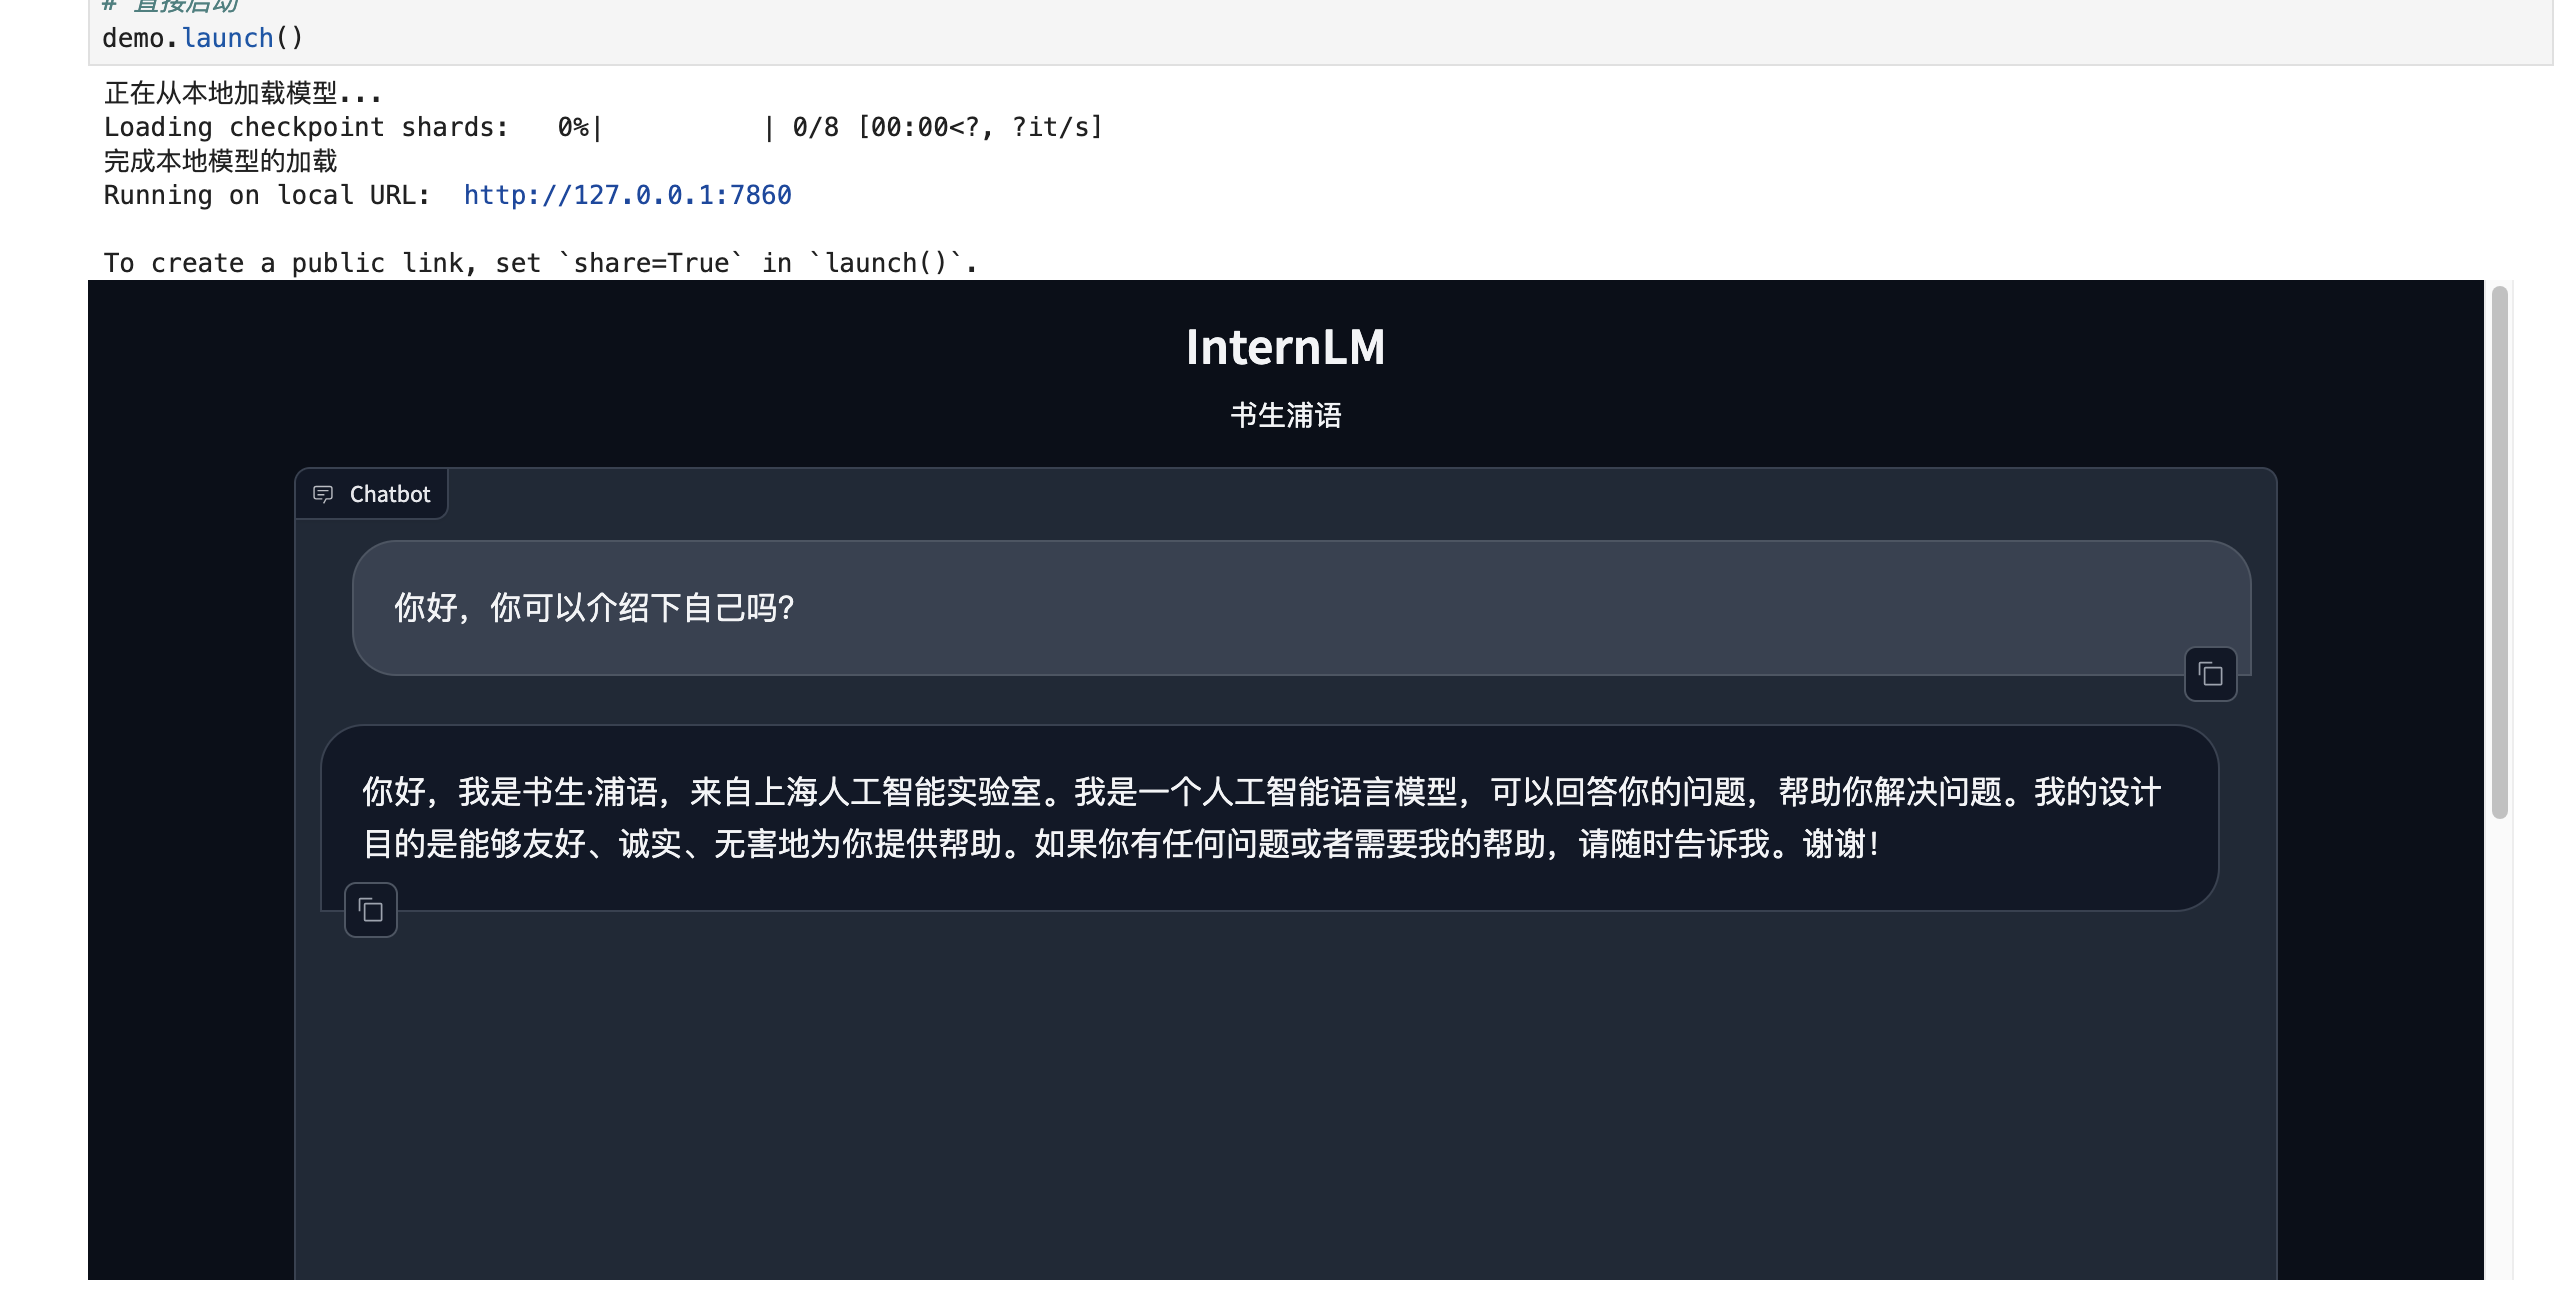 # 直接启动
demo.launch()
正在从本地加载模型...
Loading checkpoint shards:   0%|          | 0/8 [00:00<?, ?it/s]
完成本地模型的加载
Running on local URL:  http://127.0.0.1:7860
To create a public link, set `share=True` in `launch()`.
InternLM
书生浦语
Chatbot
你好，你可以介绍下自己吗?
你好，我是书生·浦语，来自上海人工智能实验室。我是一个人工智能语言模型，可以回答你的问题，帮助你解决问题。我的设计
目的是能够友好、诚实、无害地为你提供帮助。如果你有任何问题或者需要我的帮助，请随时告诉我。谢谢！